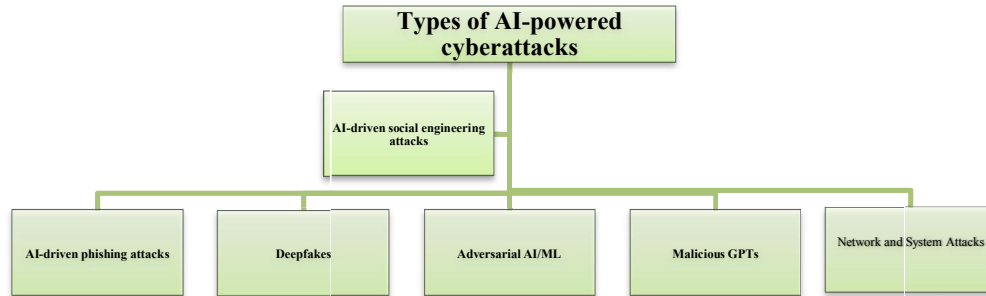 Types of AI-powered
cyberattacks
AI-driven social engineering
attacks
AI-driven phishing attacks
Deepfakes
Adversarial AI/ML
Malicious GPTs
Network and System Attacks